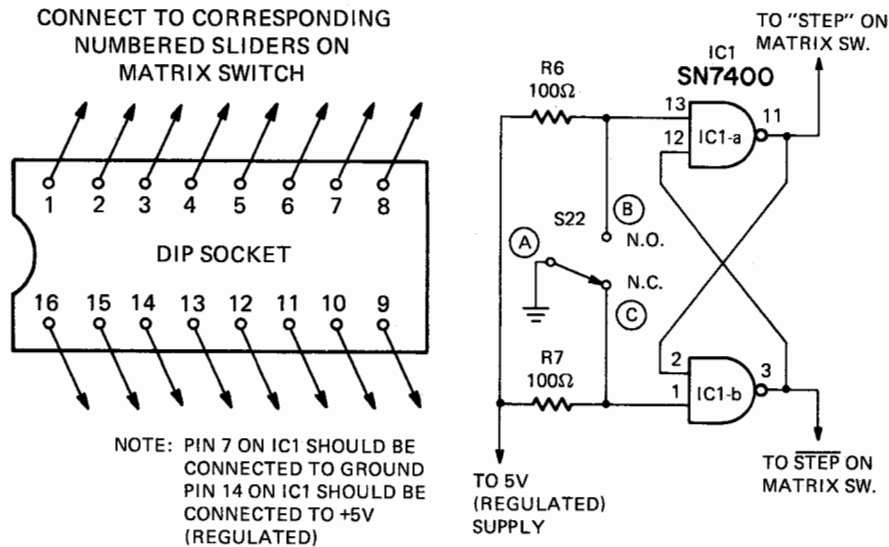 CONNECT TO CORRESPONDING
NUMBERED SLIDERS ON
MATRIX SWITCH
1 2 3 4 5 6 7 8
DIP SOCKET
16 15 14 13 12 11 10 9
NOTE: PIN 7 ON IC1 SHOULD BE
CONNECTED TO GROUND
PIN 14 ON IC1 SHOULD BE
CONNECTED TO +5V
(REGULATED)
TO "STEP" ON
MATRIX SW.
IC1
SN7400
R6
100Ω
13
11
12
IC1-a
S22
B
N.O.
A
N.C.
C
R7
100Ω
2
3
1
IC1-b
TO 5V
(REGULATED)
SUPPLY
TO S̅T̅E̅P̅ ON
MATRIX SW.